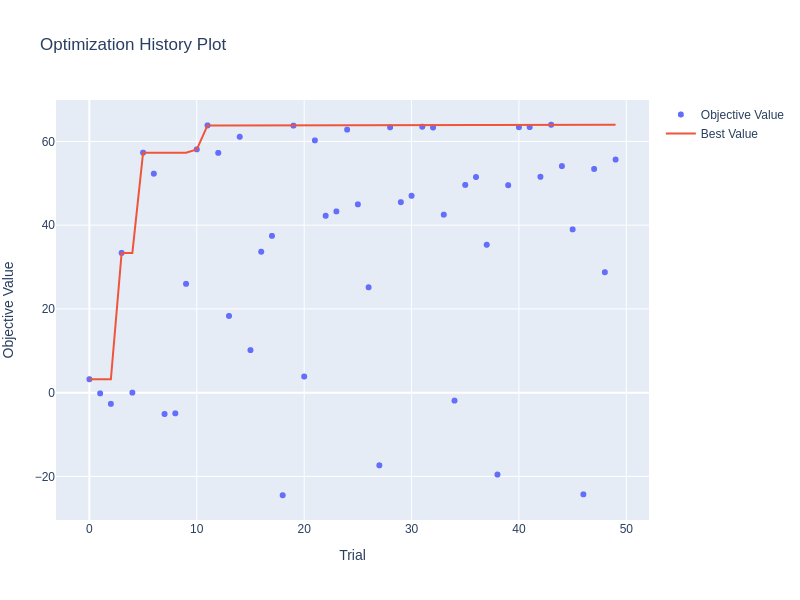 Optimization History Plot
Objective Value
Best Value
60
40
20
0
−20
Objective Value
0
10
20
30
40
50
Trial